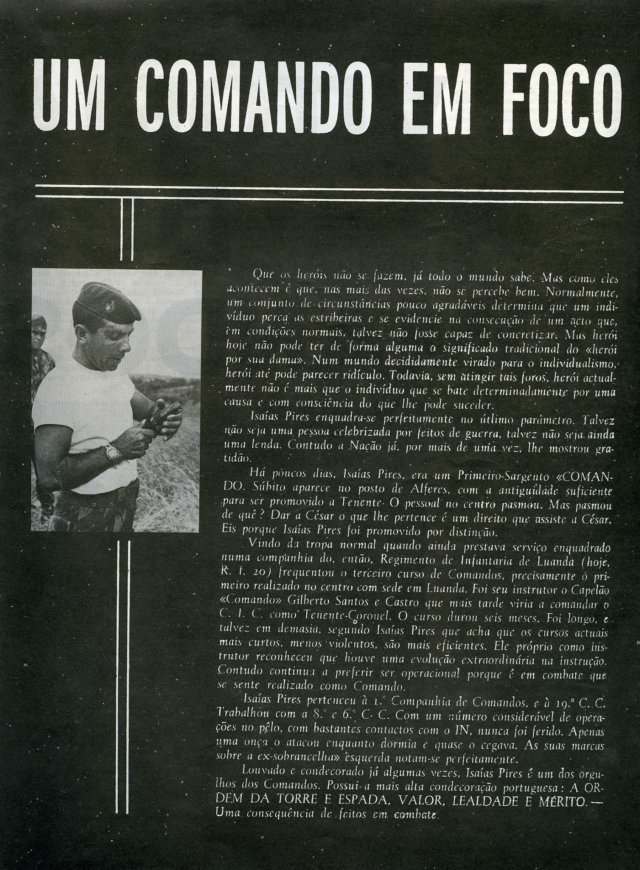 UM COMANDO EM FOCO
Que os heróis não se fazem, já todo o mundo sabe. Mas como eles
acontecem é que, nas mais das vezes, não se percebe bem. Normalmente,
um conjunto de circunstâncias pouco agradáveis determina que um indi-
víduo perca as estribeiras e se evidencie na consecução de um acto que,
em condições normais, talvez não fosse capaz de concretizar. Mas herói
hoje não pode ter de forma alguma o significado tradicional do «herói
por sua dama». Num mundo decididamente virado para o individualismo,
herói até pode parecer ridículo. Todavia, sem atingir tais foros, herói actual-
mente não é mais que o indivíduo que se bate determinadamente por uma
causa e com consciência do que lhe pode suceder.
Isaías Pires enquadra-se perfeitamente no útlimo parâmetro. Talvez
não seja uma pessoa celebrizada por feitos de guerra, talvez não seja ainda
uma lenda. Contudo a Nação já, por mais de uma vez, lhe mostrou gra-
tidão.
Há poucos dias, Isaías Pires, era um Primeiro-Sargento «COMAN-
DO. Súbito aparece no posto de Alferes, com a antiguidade suficiente
para ser promovido a Tenente. O pessoal no centro pasmou. Mas pasmou
de quê? Dar a César o que lhe pertence é um direito que assiste a César.
Eis porque Isaías Pires foi promovido por distinção.
Vindo da tropa normal quando ainda prestava serviço enquadrado
numa companhia do, então, Regimento de Infantaria de Luanda (hoje,
R. I. 20) frequentou o terceiro curso de Comandos, precisamente o pri-
meiro realizado no centro com sede em Luanda. Foi seu instrutor o Capelão
«Comando» Gilberto Santos e Castro que mais tarde viria a comandar o
C. I. C. como Tenente-Coronel. O curso durou seis meses. Foi longo, e
talvez em demasia, segundo Isaías Pires que acha que os cursos actuais
mais curtos, menos violentos, são mais eficientes. Ele próprio como ins-
trutor reconheceu que houve uma evolução extraordinária na instrução.
Contudo continua a preferir ser operacional porque é em combate que
se sente realizado como Comando.
Isaías Pires pertenceu à 1.ª Companhia de Comandos, e à 19.ª C. C.
Trabalhou com a 8.ª e 6.ª C. C. Com um número considerável de opera-
ções no pêlo, com bastantes contactos com o IN, nunca foi ferido. Apenas
uma onça o atacou enquanto dormia e quase o cegava. As suas marcas
sobre a «ex-sobrancelha» esquerda notam-se perfeitamente.
Louvado e condecorado já algumas vezes, Isaías Pires é um dos orgu-
lhos dos Comandos. Possui a mais alta condecoração portuguesa: A OR-
DEM DA TORRE E ESPADA, VALOR, LEALDADE E MÉRITO. —
Uma consequência de feitos em combate.